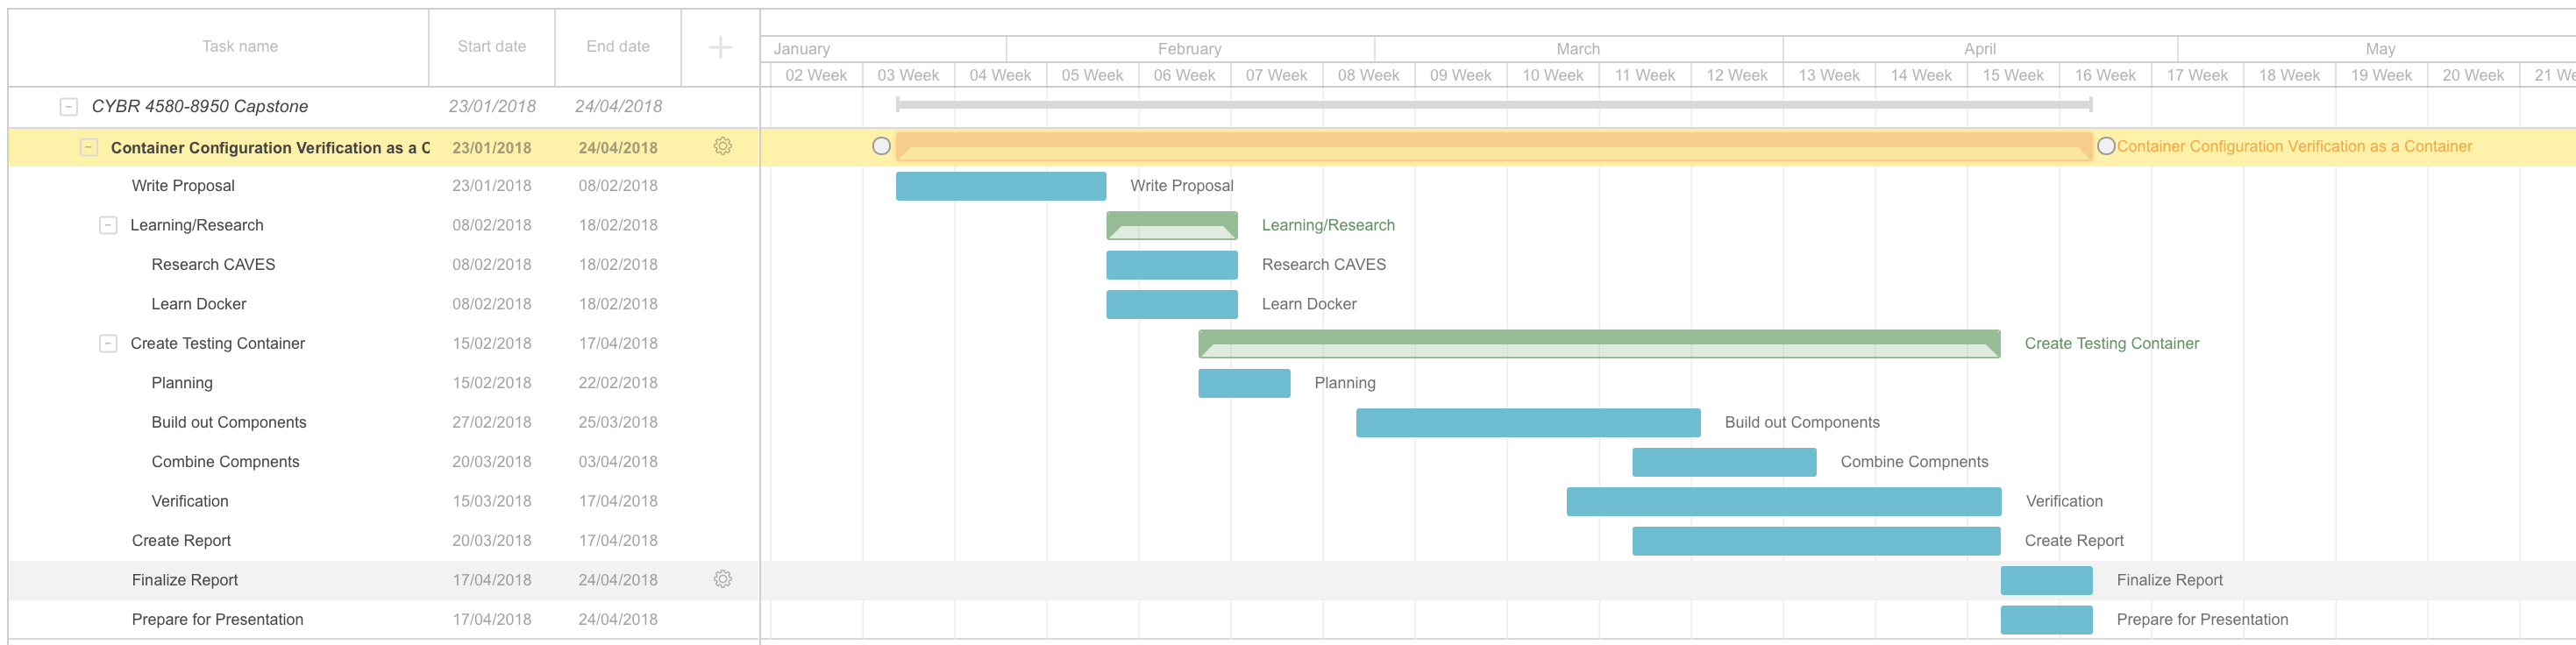 Task name Start date End date
January February March April May
02 Week 03 Week 04 Week 05 Week 06 Week 07 Week 08 Week 09 Week 10 Week 11 Week 12 Week 13 Week 14 Week 15 Week 16 Week 17 Week 18 Week 19 Week 20 Week 21 We
CYBR 4580-8950 Capstone 23/01/2018 24/04/2018
Container Configuration Verification as a C 23/01/2018 24/04/2018 Container Configuration Verification as a Container
Write Proposal 23/01/2018 08/02/2018 Write Proposal
Learning/Research 08/02/2018 18/02/2018 Learning/Research
Research CAVES 08/02/2018 18/02/2018 Research CAVES
Learn Docker 08/02/2018 18/02/2018 Learn Docker
Create Testing Container 15/02/2018 17/04/2018 Create Testing Container
Planning 15/02/2018 22/02/2018 Planning
Build out Components 27/02/2018 25/03/2018 Build out Components
Combine Compnents 20/03/2018 03/04/2018 Combine Compnents
Verification 15/03/2018 17/04/2018 Verification
Create Report 20/03/2018 17/04/2018 Create Report
Finalize Report 17/04/2018 24/04/2018 Finalize Report
Prepare for Presentation 17/04/2018 24/04/2018 Prepare for Presentation